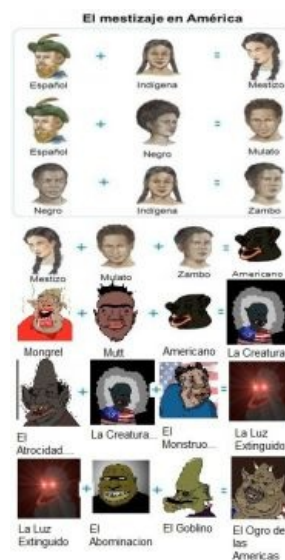 El mestizaje en América
Español + Indígena = Mestizo
Español + Negro = Mulato
Negro + Indígena = Zambo
Mestizo + Mulato + Zambo = Americano
Mongrel + Mutt + Americano = La Creatura
El Atrocidad... + La Creatura... + El Monstruo... = La Luz Extinguido
La Luz Extinguido + El Abominacion + El Goblino = El Ogro de las Americas